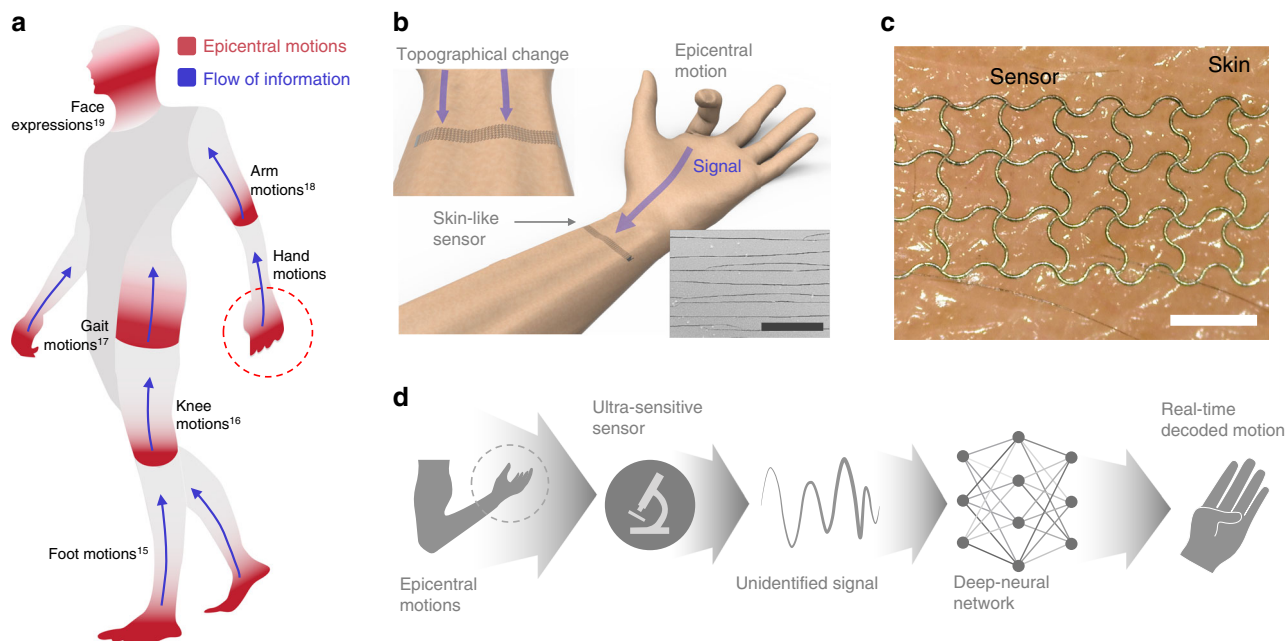 a
Epicentral motions
Flow of information
Face
expressions19
Arm
motions18
Hand
motions
Gait
motions17
Knee
motions16
Foot motions15
b
Topographical change
Epicentral
motion
Signal
Skin-like
sensor
c
Sensor
Skin
d
Epicentral
motions
Ultra-sensitive
sensor
Unidentified signal
Deep-neural
network
Real-time
decoded motion